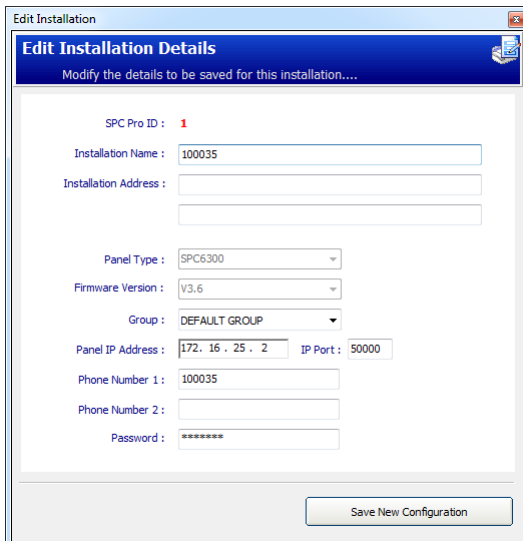 Edit Installation
Edit Installation Details
Modify the details to be saved for this installation....
SPC Pro ID : 1
Installation Name : 100035
Installation Address :
Panel Type : SPC6300
Firmware Version : V3.6
Group : DEFAULT GROUP
Panel IP Address : 172. 16 . 25 . 2 IP Port : 50000
Phone Number 1 : 100035
Phone Number 2 :
Password : *******
Save New Configuration